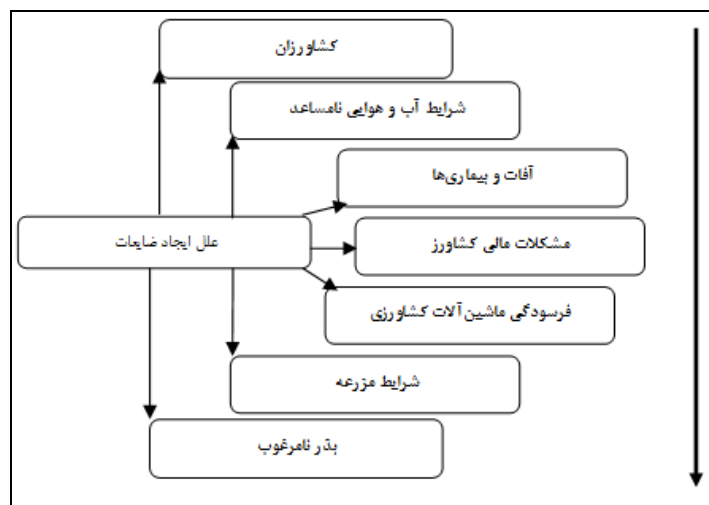 کشاورزان
شرایط آب و هوایی نامساعد
آفات و بیماری‌ها
علل ایجاد ضایعات
مشکلات مالی کشاورز
فرسودگی ماشین آلات کشاورزی
شرایط مزرعه
بذر نامرغوب